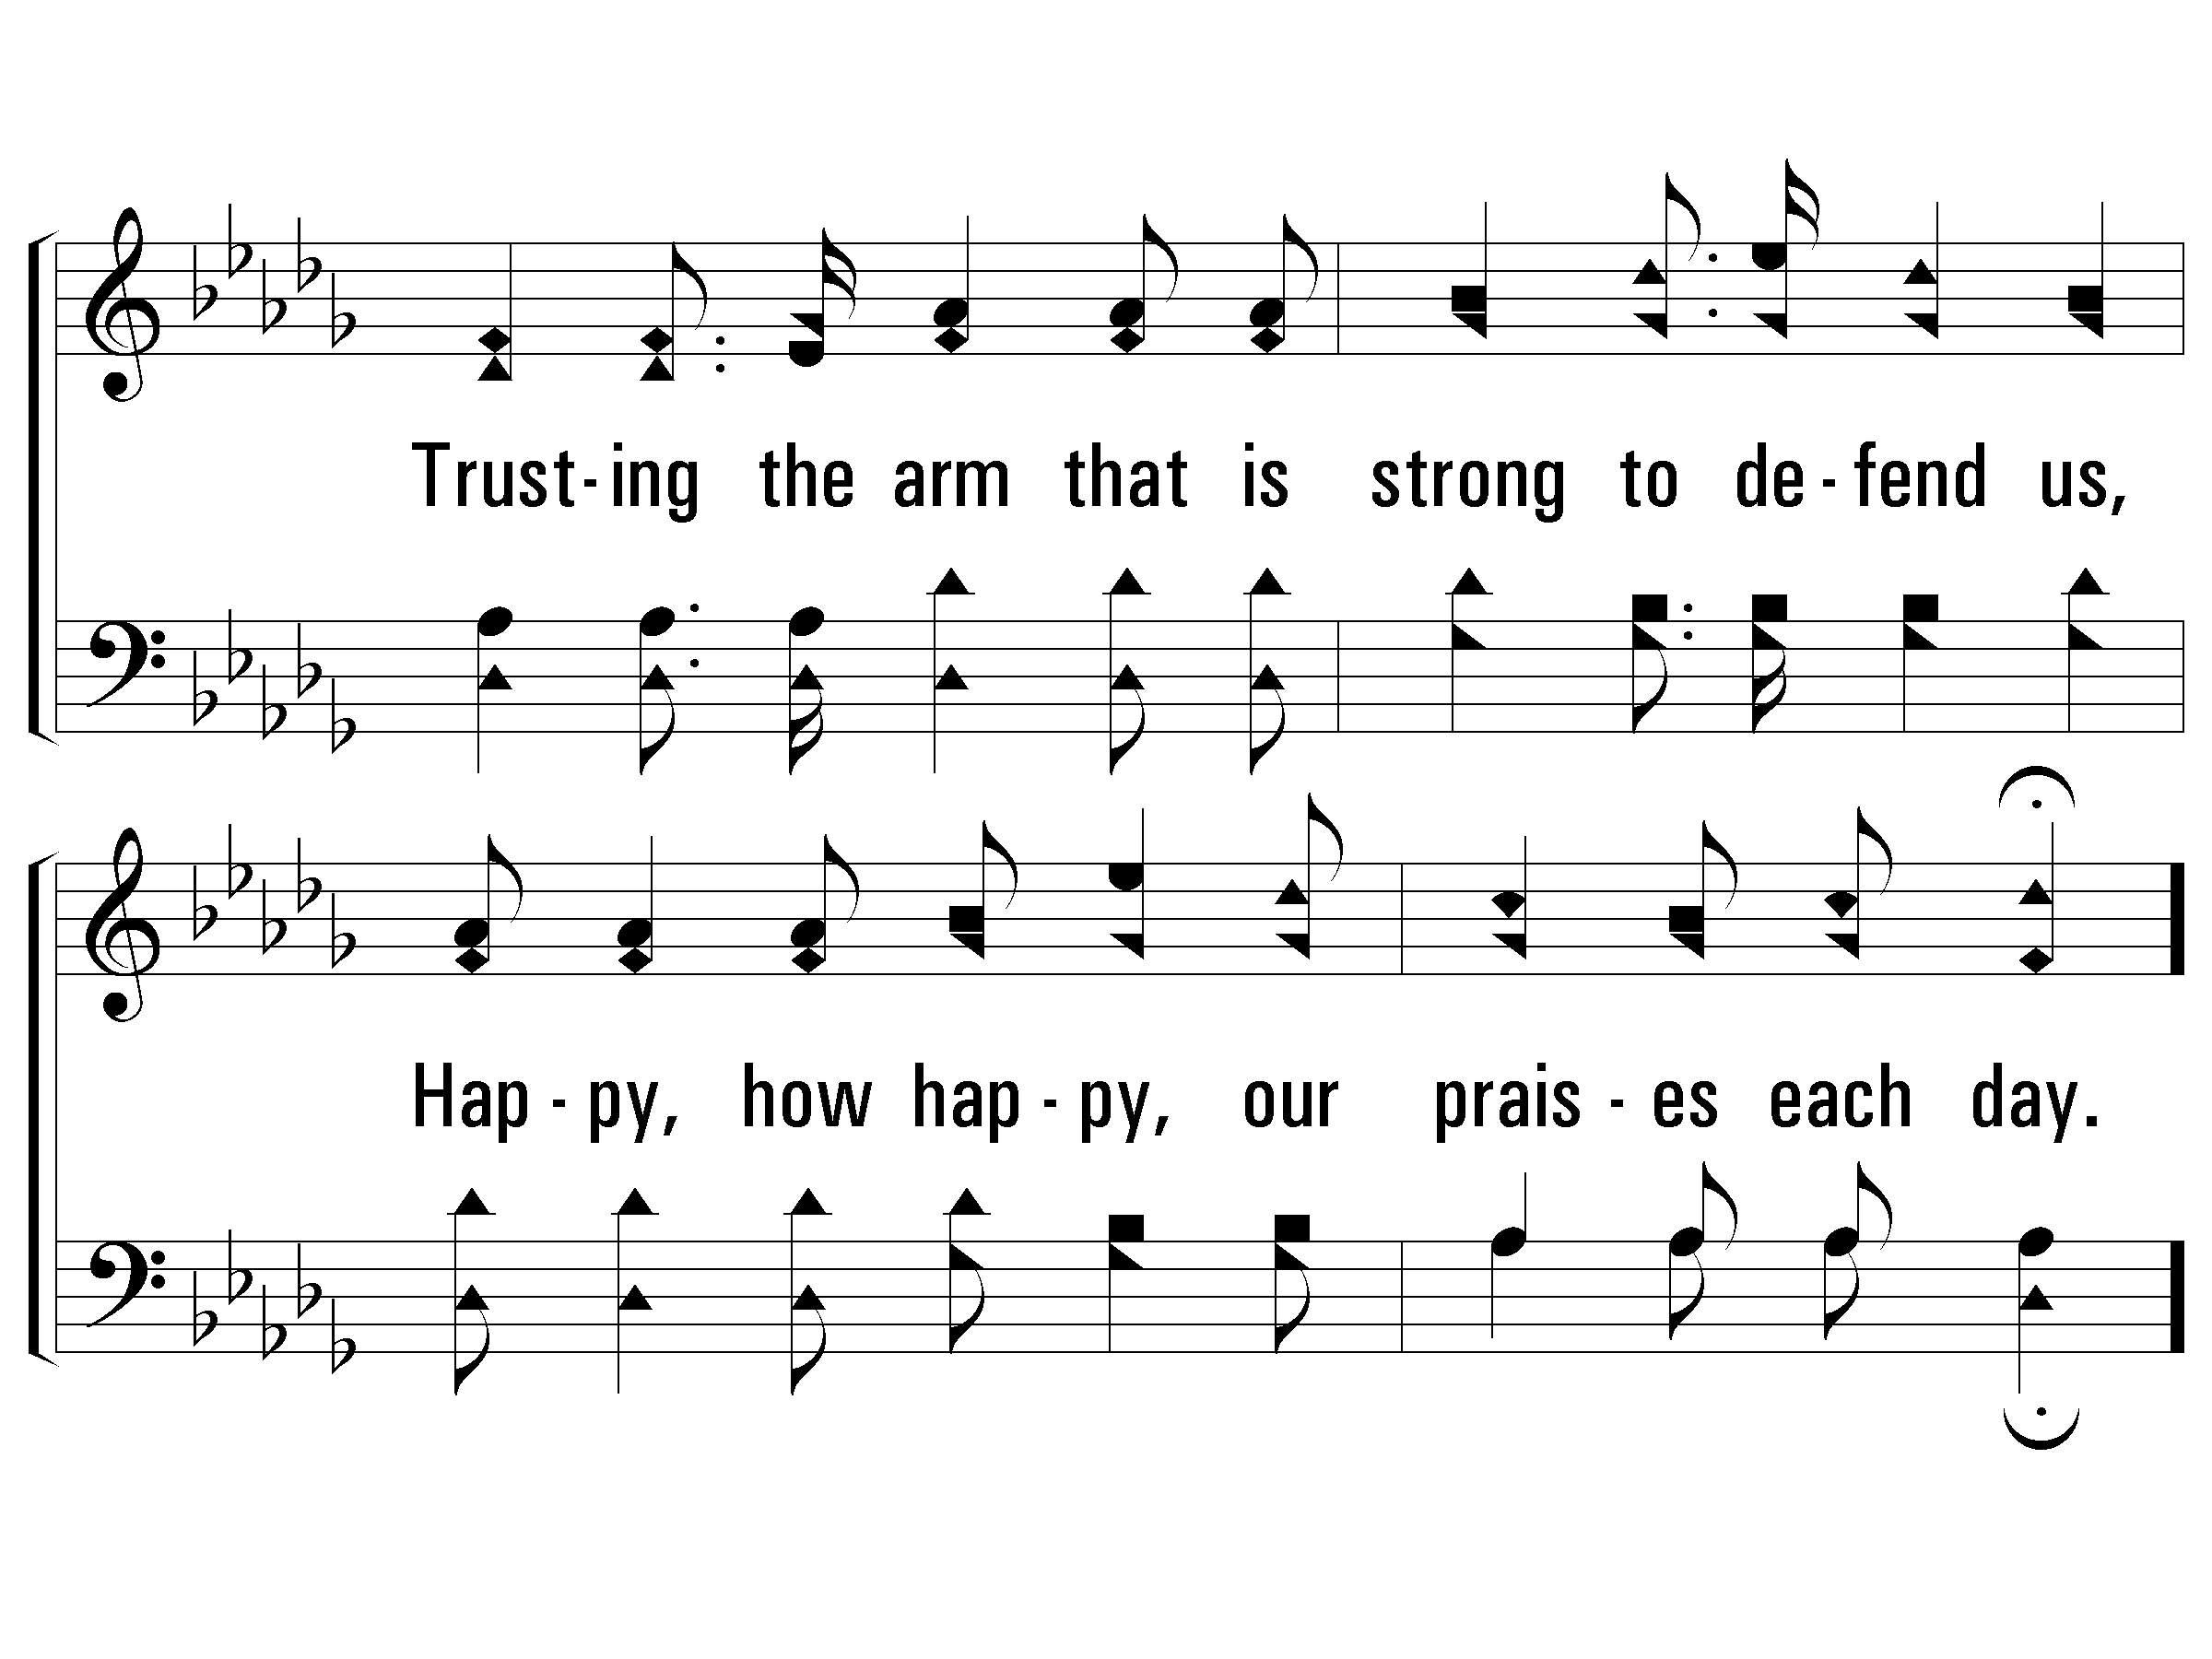 Trust-ing the arm that is strong to de-fend us,
Hap-py, how hap-py, our prais-es each day.